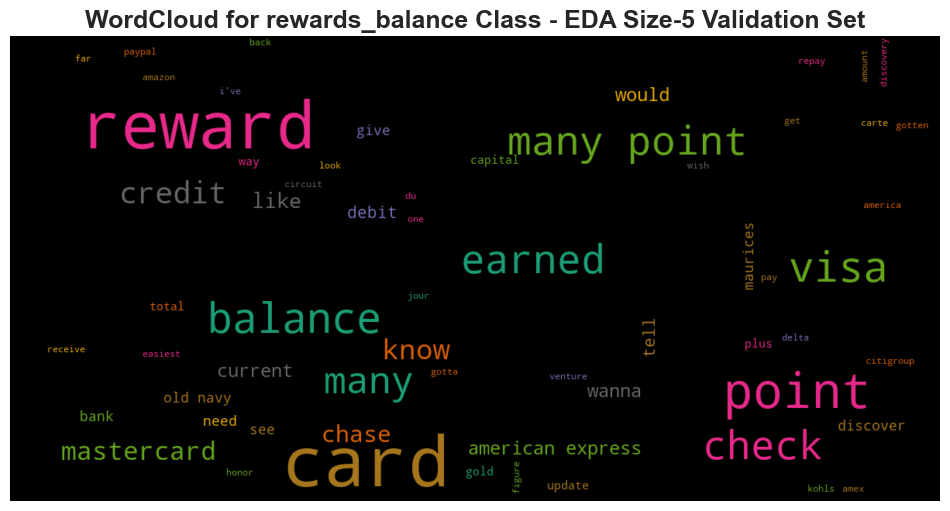 WordCloud for rewards_balance Class - EDA Size-5 Validation Set
back
far
paypal
discovery
repay
amount
amazon
i've
would
reward
give
many point
get
carte
gotten
way
look
capital
wish
credit
like
circuit
debit
du
one
america
earned
maurices
visa
pay
jour
total
balance
know
tell
plus
delta
receive
easiest
citigroup
current
many
gotta
venture
wanna
old navy
point
bank
need
see
chase
discover
mastercard
card
american express
check
honor
gold
figure
update
kohls
amex